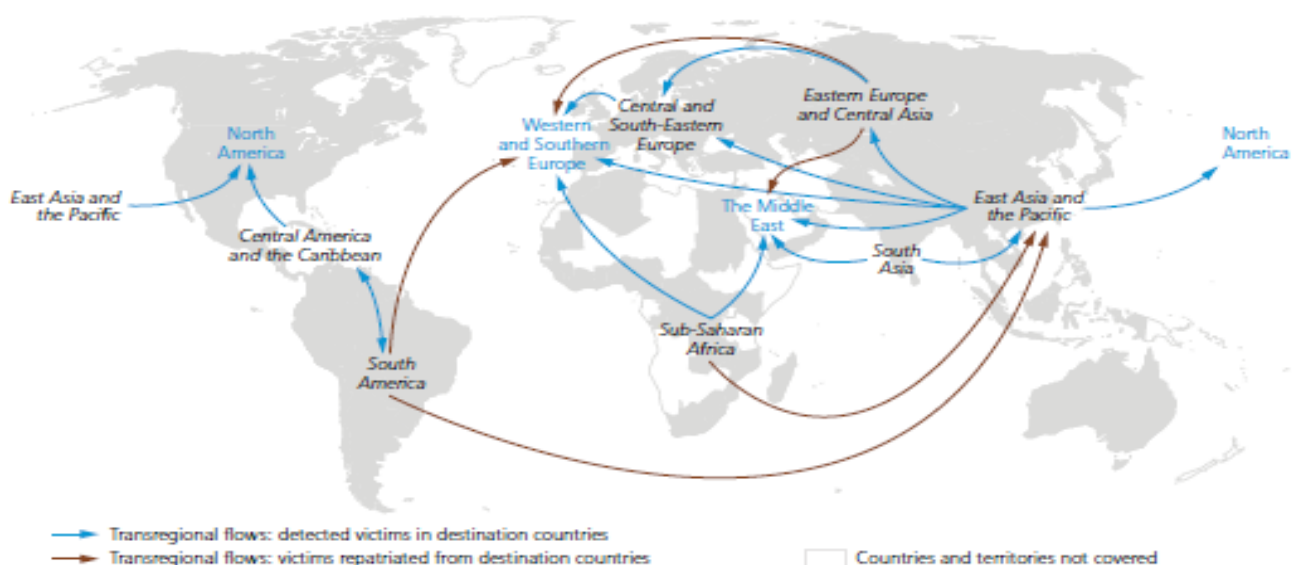 Central and
South-Eastern
Europe
Eastern Europe
and Central Asia
North
America
Western
and Southern
Europe
North
America
East Asia and
the Pacific
The Middle
East
East Asia and
the Pacific
Central America
and the Caribbean
South
Asia
Sub-Saharan
Africa
South
America
Transregional flows: detected victims in destination countries
Transregional flows: victims repatriated from destination countries
Countries and territories not covered